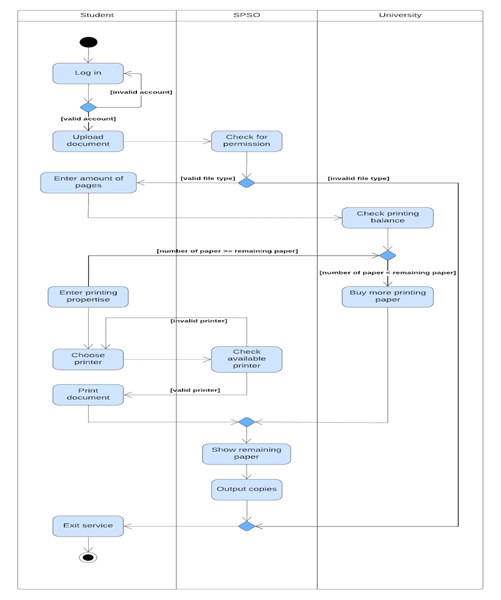 Student
SPSO
University
Log in
[invalid account]
[valid account]
Upload
document
Check for
permission
Enter amount of
pages
[valid file type]
[invalid file type]
Check printing
balance
[number of paper >= remaining paper]
[number of paper < remaining paper]
Enter printing
propertise
Buy more printing
paper
[invalid printer]
Choose
printer
Check
available
printer
Print
document
[valid printer]
Show remaining
paper
Output copies
Exit service